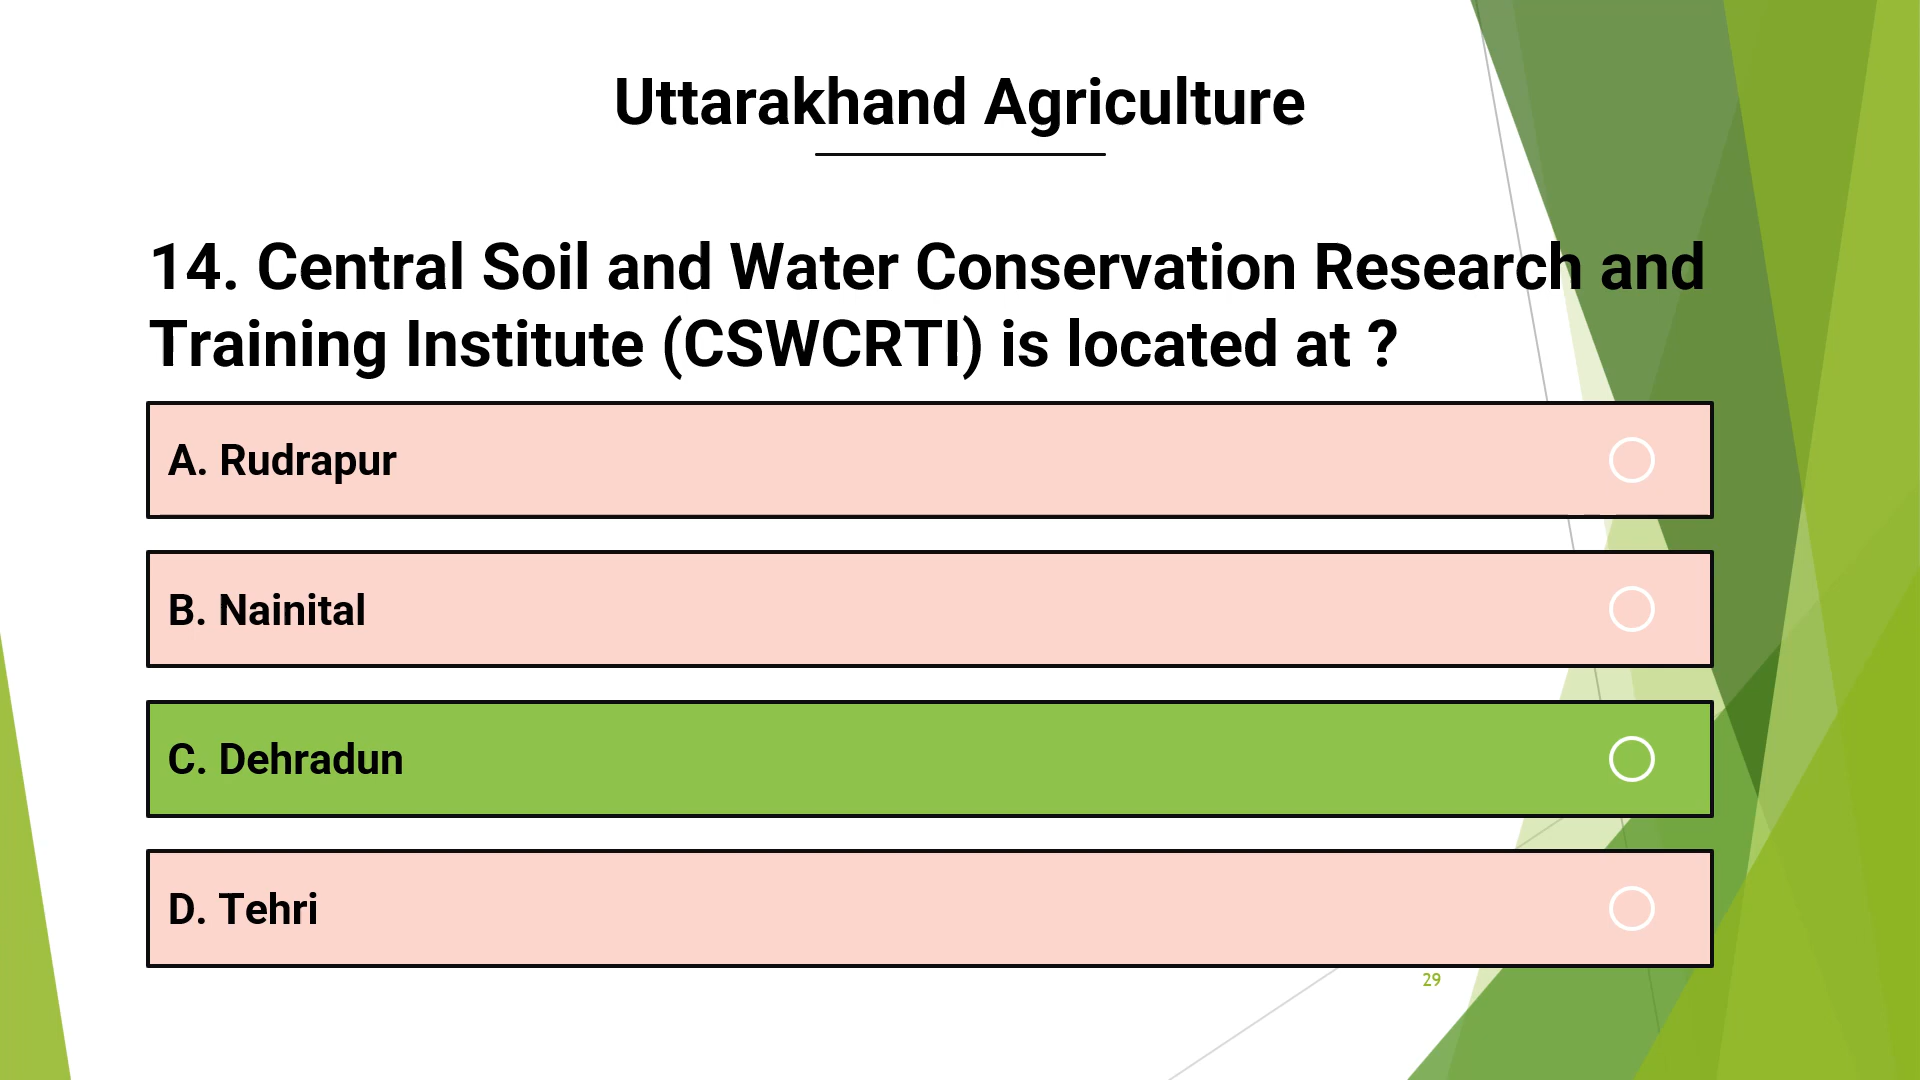 Uttarakhand Agriculture
14. Central Soil and Water Conservation Research and
Training Institute (CSWCRTI) is located at ?
A. Rudrapur
B. Nainital
C. Dehradun
D. Tehri
29